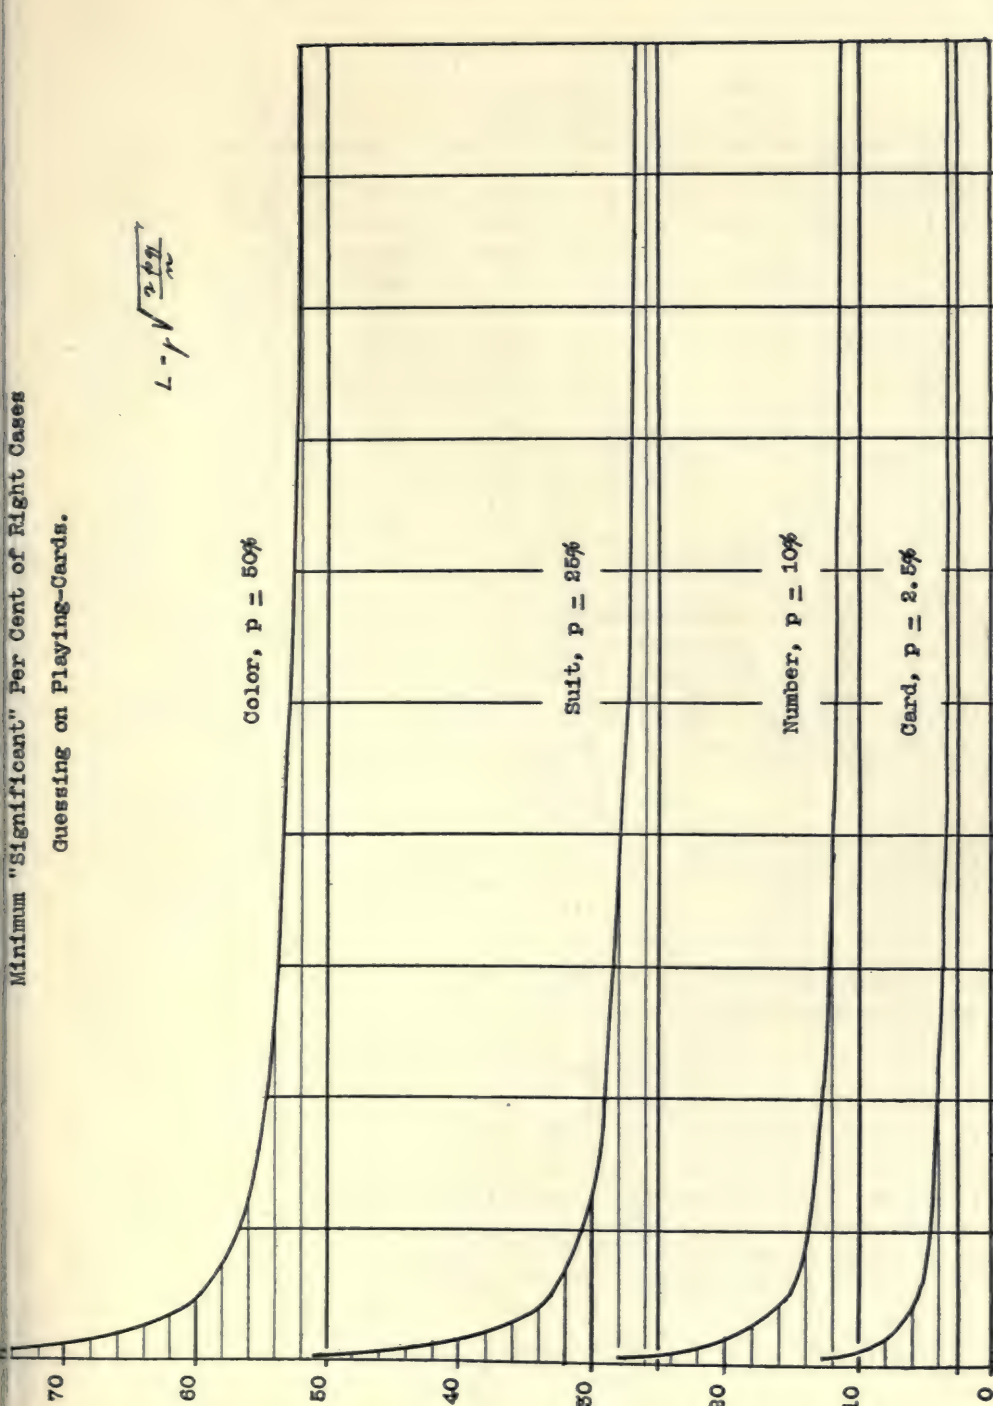 Minimum "Significant" Per Cent of Right Cases
Guessing on Playing-Cards.
L - p √ 2pq
n
Color, p = 50%
Suit, p = 25%
Number, p = 10%
Card, p = 2.5%
70
60
50
40
30
20
10
0